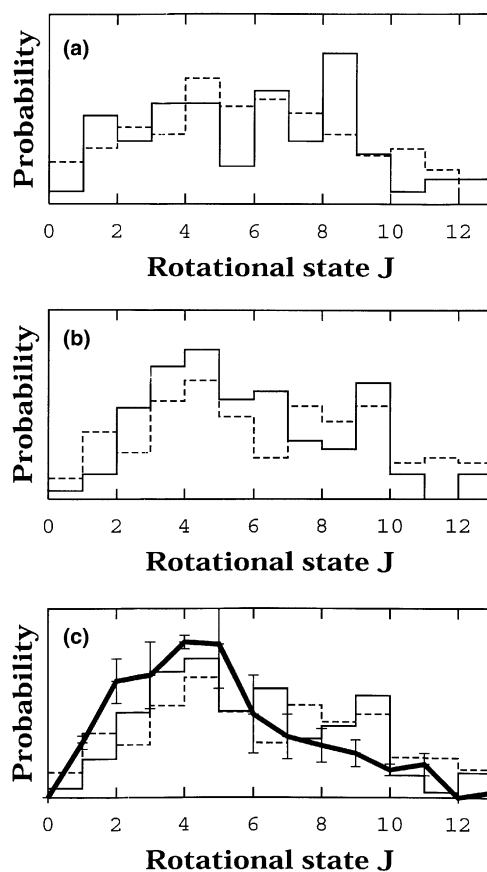 (a)
Probability
0 2 4 6 8 10 12
Rotational state J
(b)
Probability
0 2 4 6 8 10 12
Rotational state J
(c)
Probability
0 2 4 6 8 10 12
Rotational state J